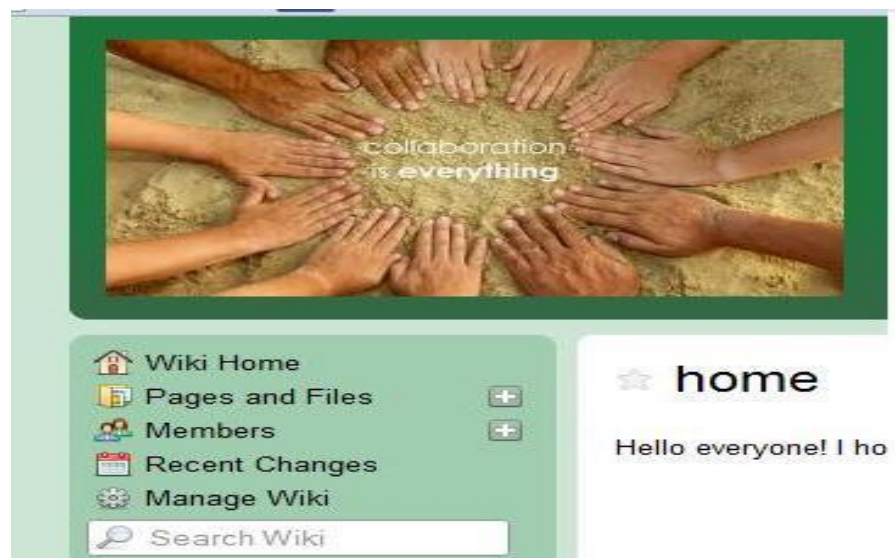 collaboration
is everything
Wiki Home
Pages and Files
Members
Recent Changes
Manage Wiki
Search Wiki
home
Hello everyone! I ho